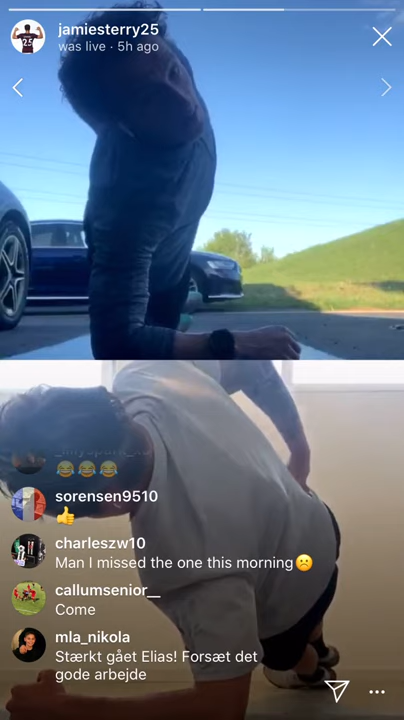 jamiesterry25
was live · 5h ago
😂😂😂
sorensen9510
👍
charleszw10
Man I missed the one this morning☹️
callumsenior__
Come
mla_nikola
Stærkt gået Elias! Forsæt det
gode arbejde